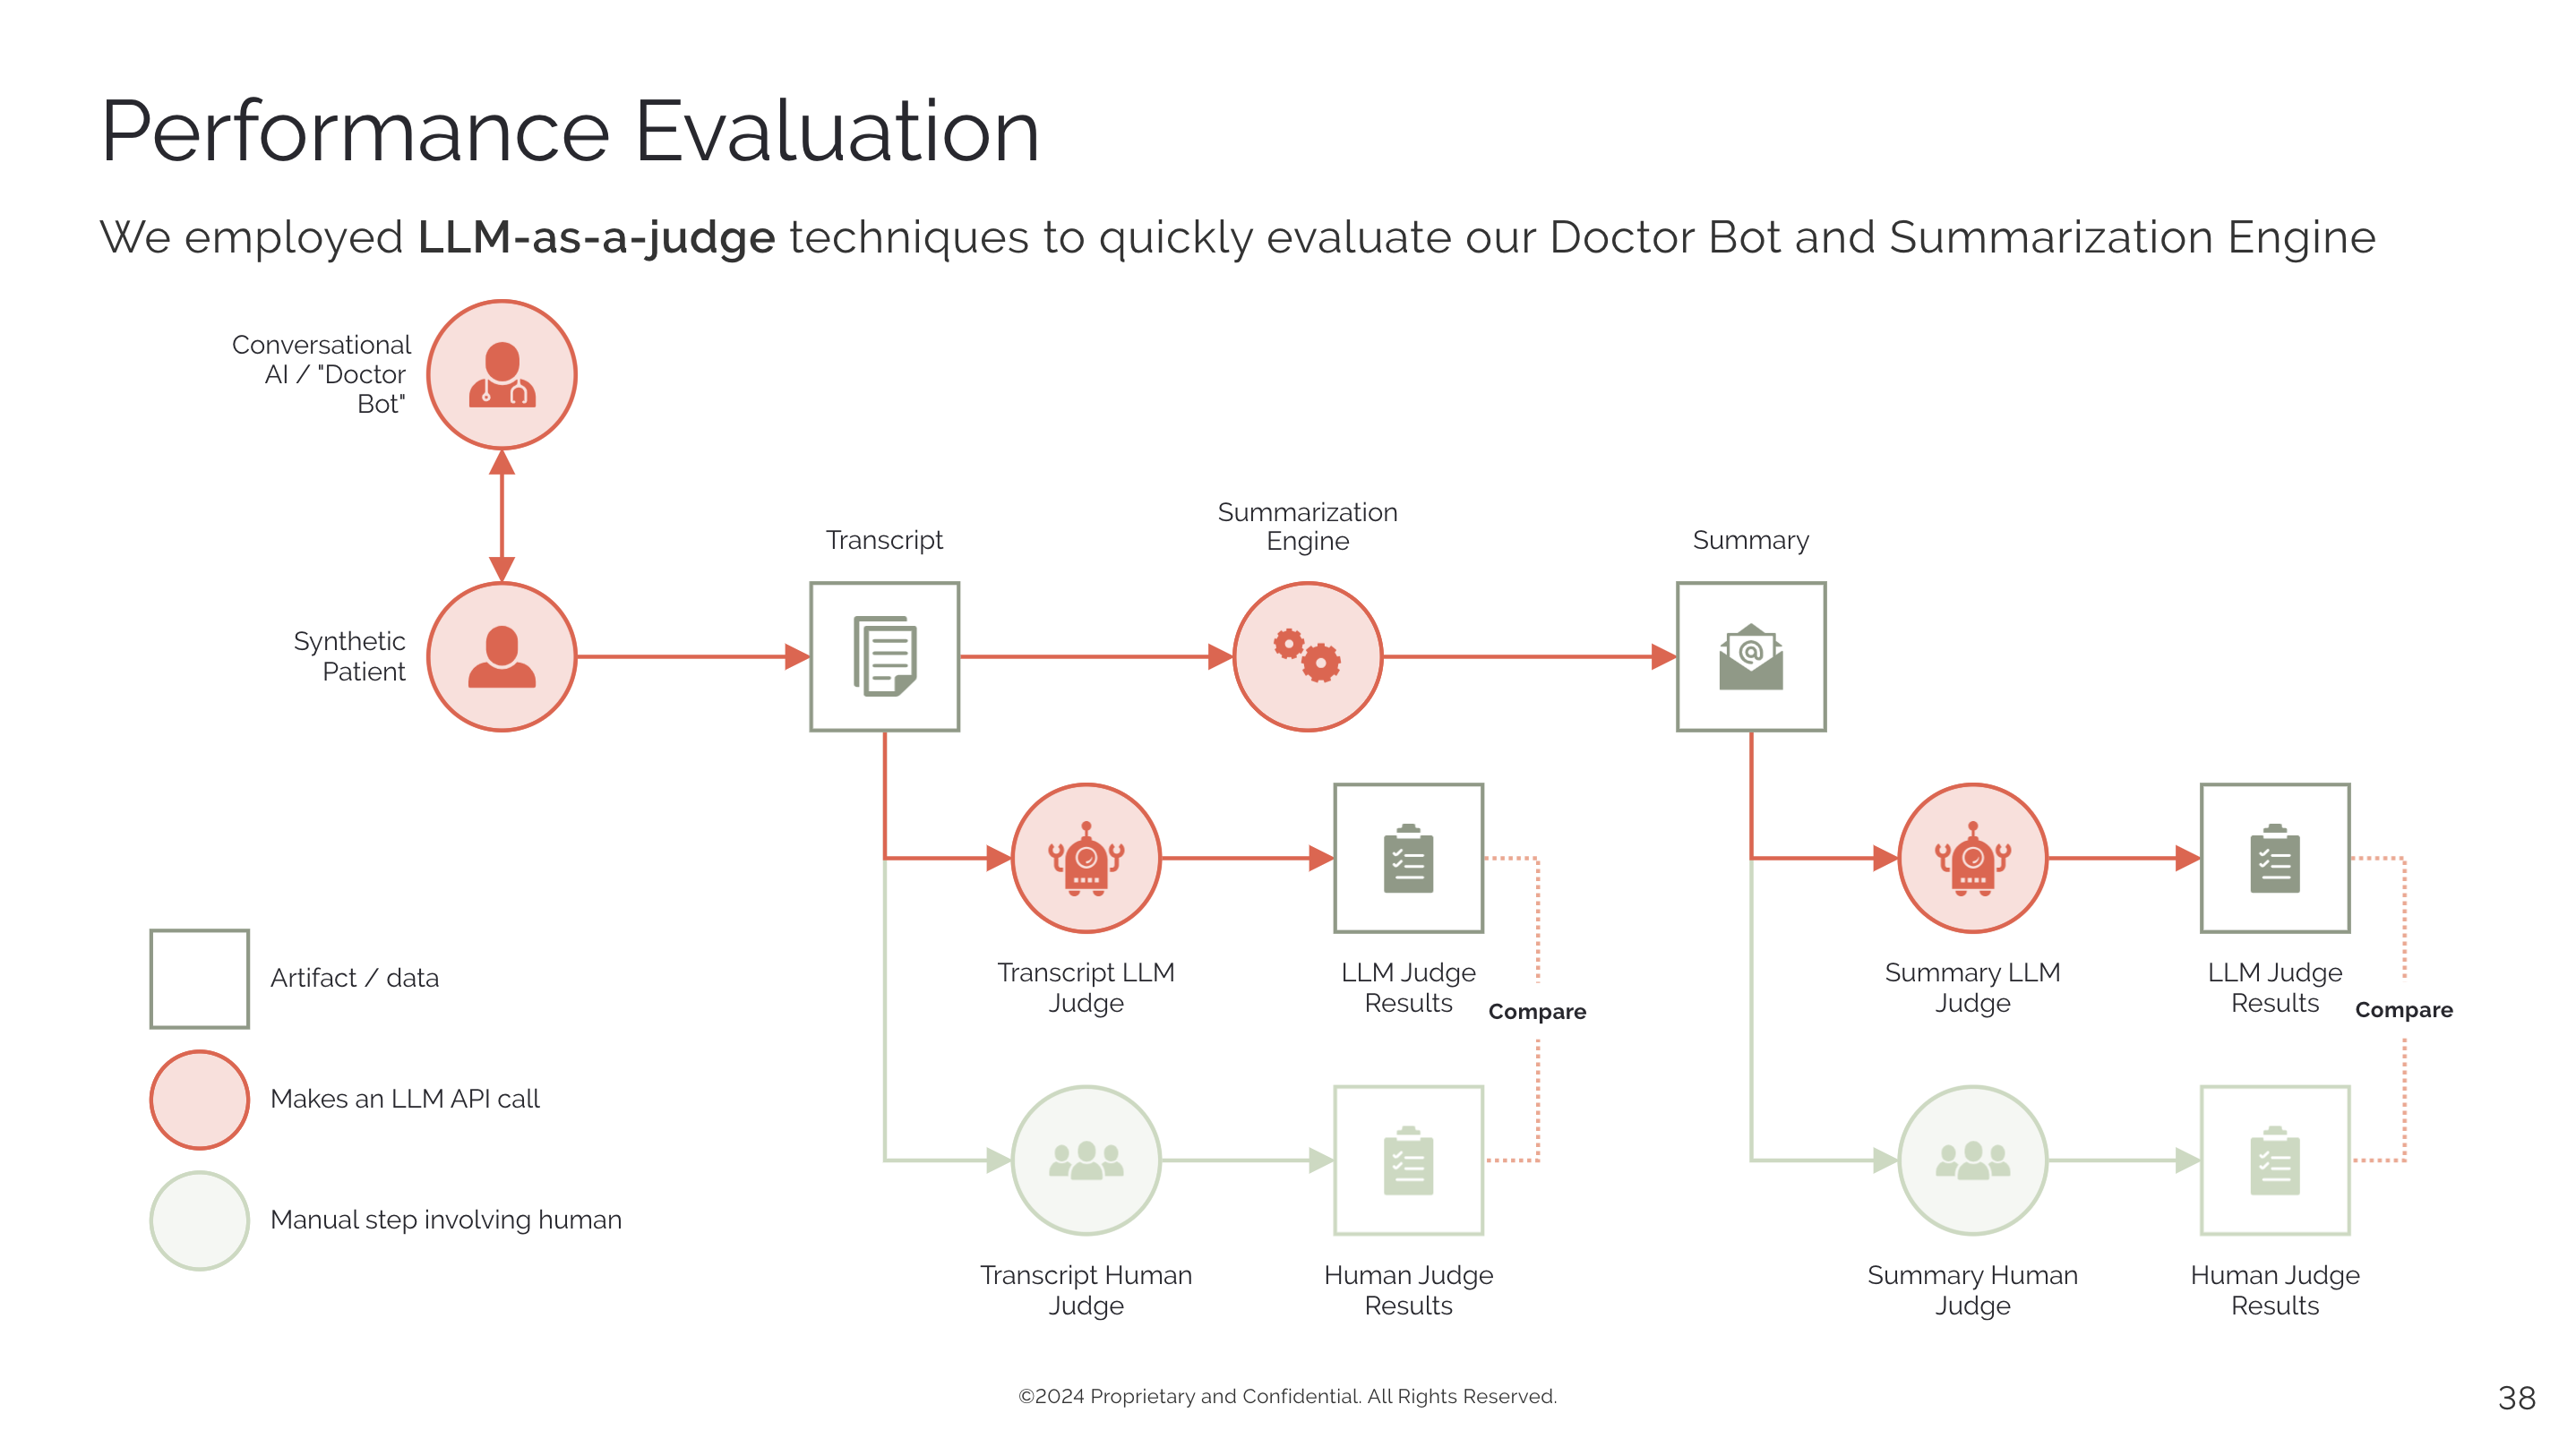 Performance Evaluation
We employed LLM-as-a-judge techniques to quickly evaluate our Doctor Bot and Summarization Engine
Conversational
AI / "Doctor
Bot"
Synthetic
Patient
Transcript
Summarization
Engine
Summary
Transcript LLM
Judge
LLM Judge
Results
Compare
Summary LLM
Judge
LLM Judge
Results
Compare
Transcript Human
Judge
Human Judge
Results
Summary Human
Judge
Human Judge
Results
Artifact / data
Makes an LLM API call
Manual step involving human
©2024 Proprietary and Confidential. All Rights Reserved.
38